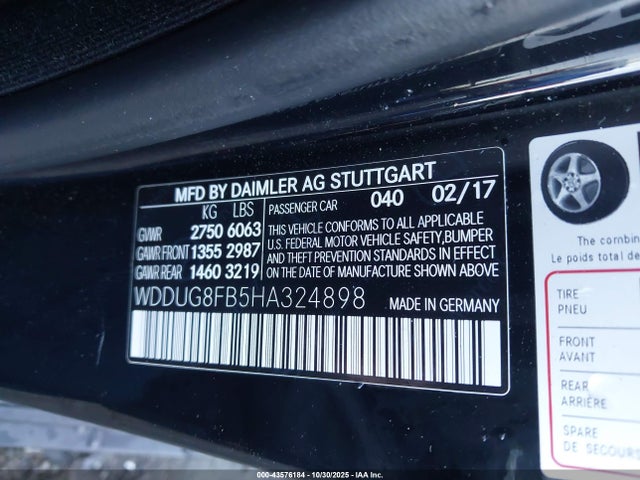 MFD BY DAIMLER AG STUTTGART
KG LBS
GVWR 2750 6063
GAWR FRONT 1355 2987
GAWR REAR 1460 3219
PASSENGER CAR 040 02/17
THIS VEHICLE CONFORMS TO ALL APPLICABLE
U.S. FEDERAL MOTOR VEHICLE SAFETY, BUMPER
AND THEFT PREVENTION STANDARDS IN EFFECT
ON THE DATE OF MANUFACTURE SHOWN ABOVE
WDDUG8FB5HA324898 MADE IN GERMANY
The combin
Le poids total de
TIRE
PNEU
FRONT
AVANT
REAR
ARRIÈRE
SPARE
DE SECOURS
000-43576184 - 10/30/2025 - IAA Inc.